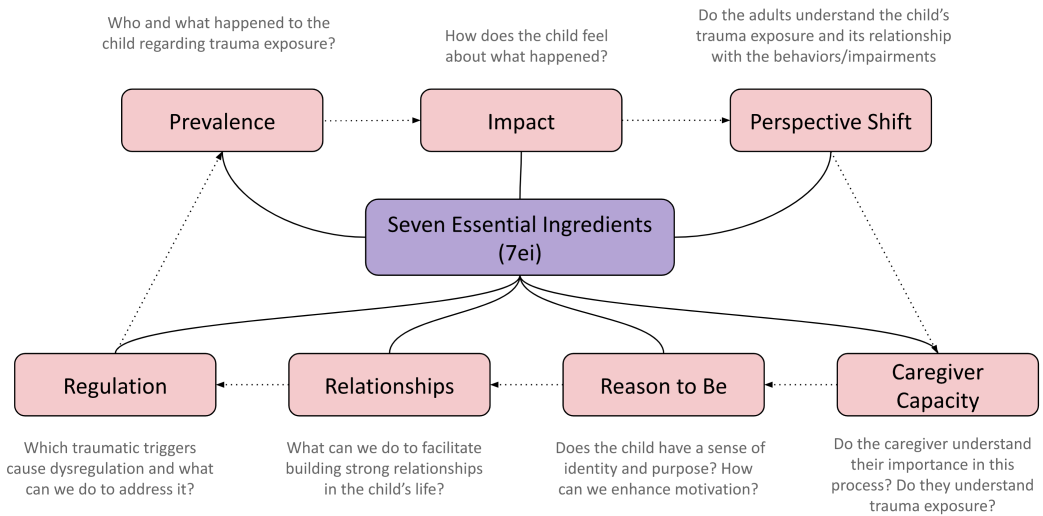 Who and what happened to the
child regarding trauma exposure?
How does the child feel
about what happened?
Do the adults understand the child's
trauma exposure and its relationship
with the behaviors/impairments
Prevalence
Impact
Perspective Shift
Seven Essential Ingredients
(7ei)
Regulation
Relationships
Reason to Be
Caregiver
Capacity
Which traumatic triggers
cause dysregulation and what
can we do to address it?
What can we do to facilitate
building strong relationships
in the child's life?
Does the child have a sense of
identity and purpose? How
can we enhance motivation?
Do the caregiver understand
their importance in this
process? Do they understand
trauma exposure?